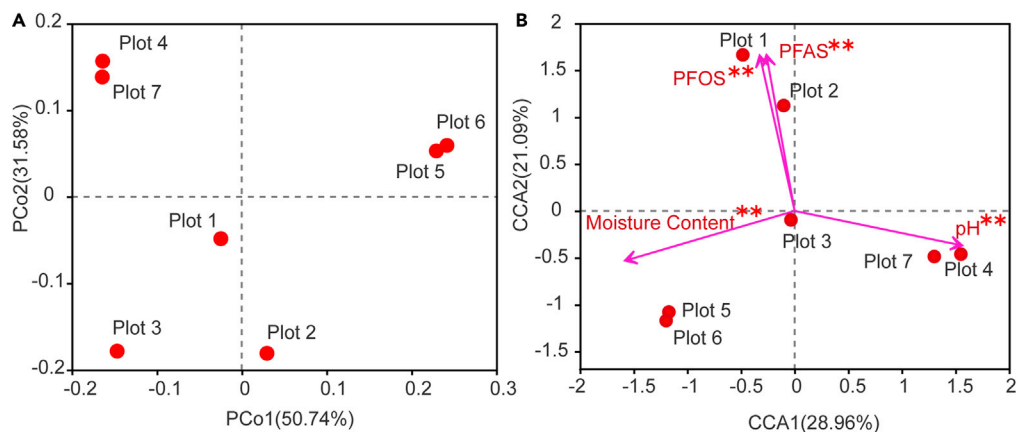 A
0.2
0.1
0
-0.1
-0.2
PCo2(31.58%)
Plot 4
Plot 7
Plot 6
Plot 5
Plot 1
Plot 3
Plot 2
-0.2
-0.1
0
0.1
0.2
0.3
PCo1(50.74%)
B
2
1.5
1
0.5
0
-0.5
-1
-1.5
CCA2(21.09%)
Plot 1
PFAS**
PFOS**
Plot 2
Moisture Content**
Plot 3
pH**
Plot 7
Plot 4
Plot 5
Plot 6
-2
-1.5
-1
-0.5
0
0.5
1
1.5
2
CCA1(28.96%)